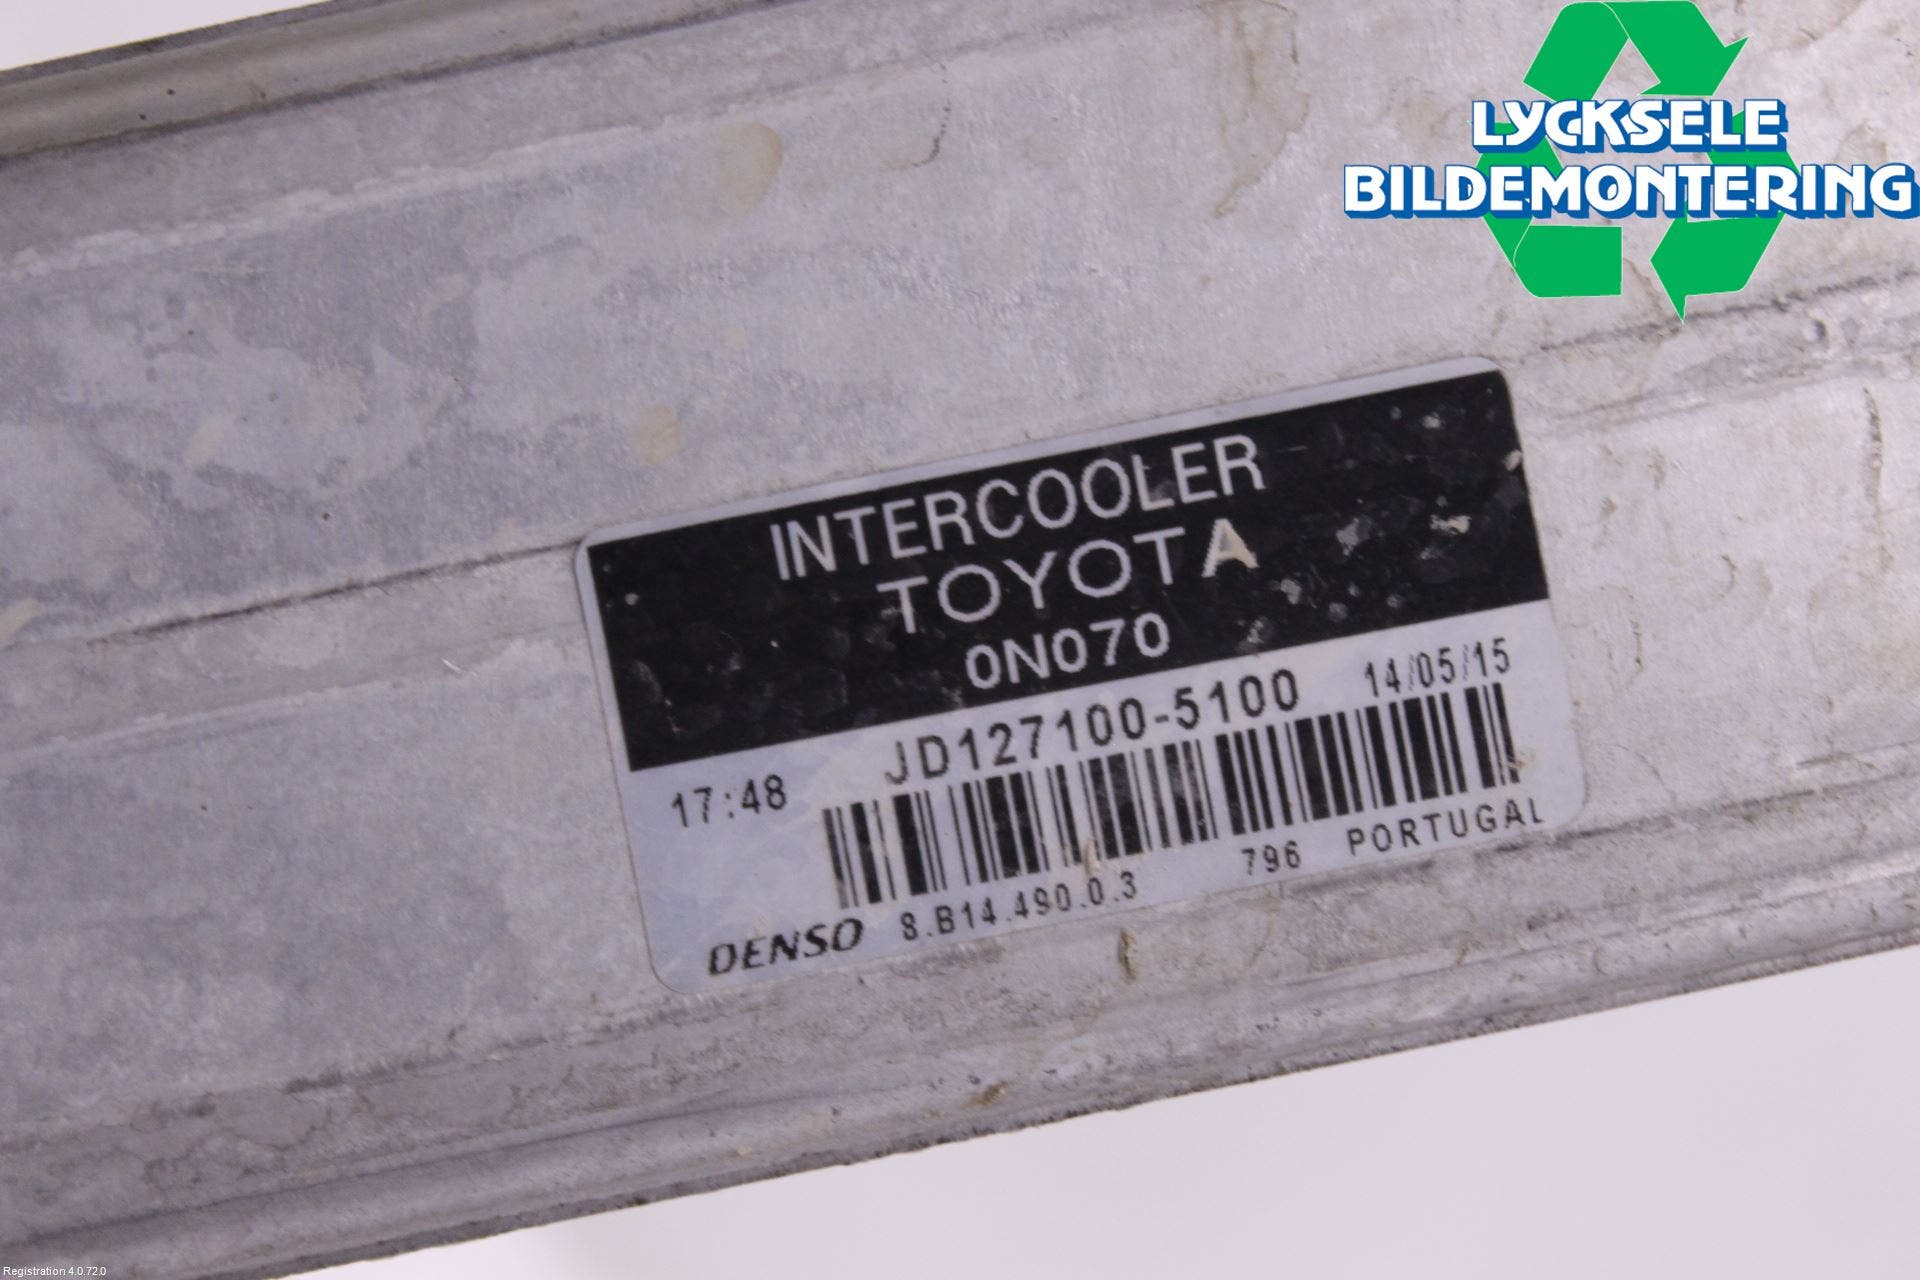 LYCKSELE
BILDEMONTERING
INTERCOOLER
TOYOTA
0N070
17:48 JD127100-5100 14/05/15
DENSO 8.B14.490.0.3 796 PORTUGAL
Registration 4.0.72.0